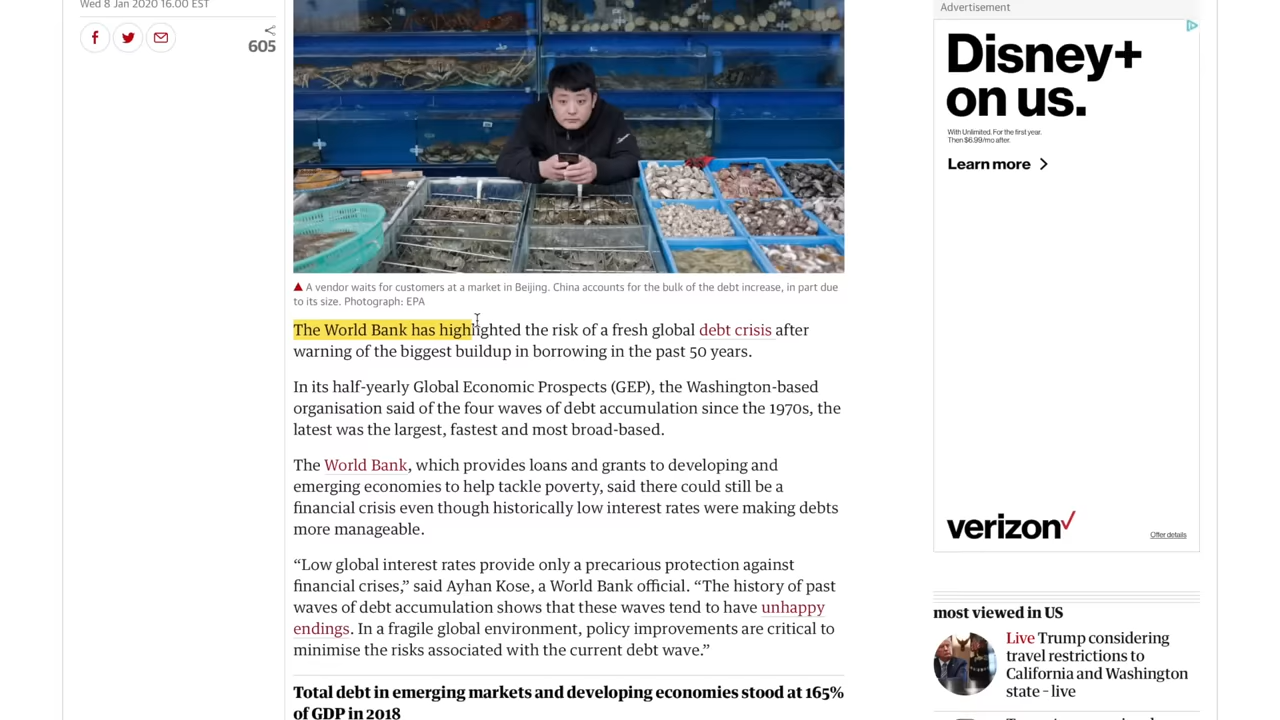 Wed 8 Jan 2020 16.00 EST
605
A vendor waits for customers at a market in Beijing. China accounts for the bulk of the debt increase, in part due
to its size. Photograph: EPA
The World Bank has highlighted the risk of a fresh global debt crisis after
warning of the biggest buildup in borrowing in the past 50 years.
In its half-yearly Global Economic Prospects (GEP), the Washington-based
organisation said of the four waves of debt accumulation since the 1970s, the
latest was the largest, fastest and most broad-based.
The World Bank, which provides loans and grants to developing and
emerging economies to help tackle poverty, said there could still be a
financial crisis even though historically low interest rates were making debts
more manageable.
“Low global interest rates provide only a precarious protection against
financial crises,” said Ayhan Kose, a World Bank official. “The history of past
waves of debt accumulation shows that these waves tend to have unhappy
endings. In a fragile global environment, policy improvements are critical to
minimise the risks associated with the current debt wave.”
Total debt in emerging markets and developing economies stood at 165%
of GDP in 2018
Advertisement
Disney+
on us.
With Unlimited. For the first year.
Then $6.99/mo after.
Learn more
verizon
Offer details
most viewed in US
Live Trump considering
travel restrictions to
California and Washington
state – live